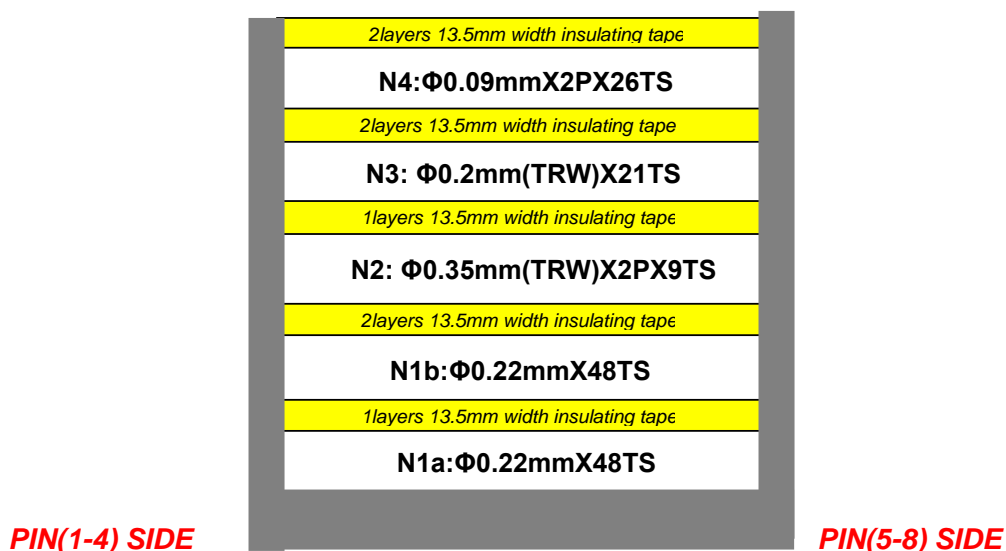 2layers 13.5mm width insulating tape
N4:Φ0.09mmX2PX26TS
2layers 13.5mm width insulating tape
N3: Φ0.2mm(TRW)X21TS
1layers 13.5mm width insulating tape
N2: Φ0.35mm(TRW)X2PX9TS
2layers 13.5mm width insulating tape
N1b:Φ0.22mmX48TS
1layers 13.5mm width insulating tape
N1a:Φ0.22mmX48TS
PIN(1-4) SIDE
PIN(5-8) SIDE